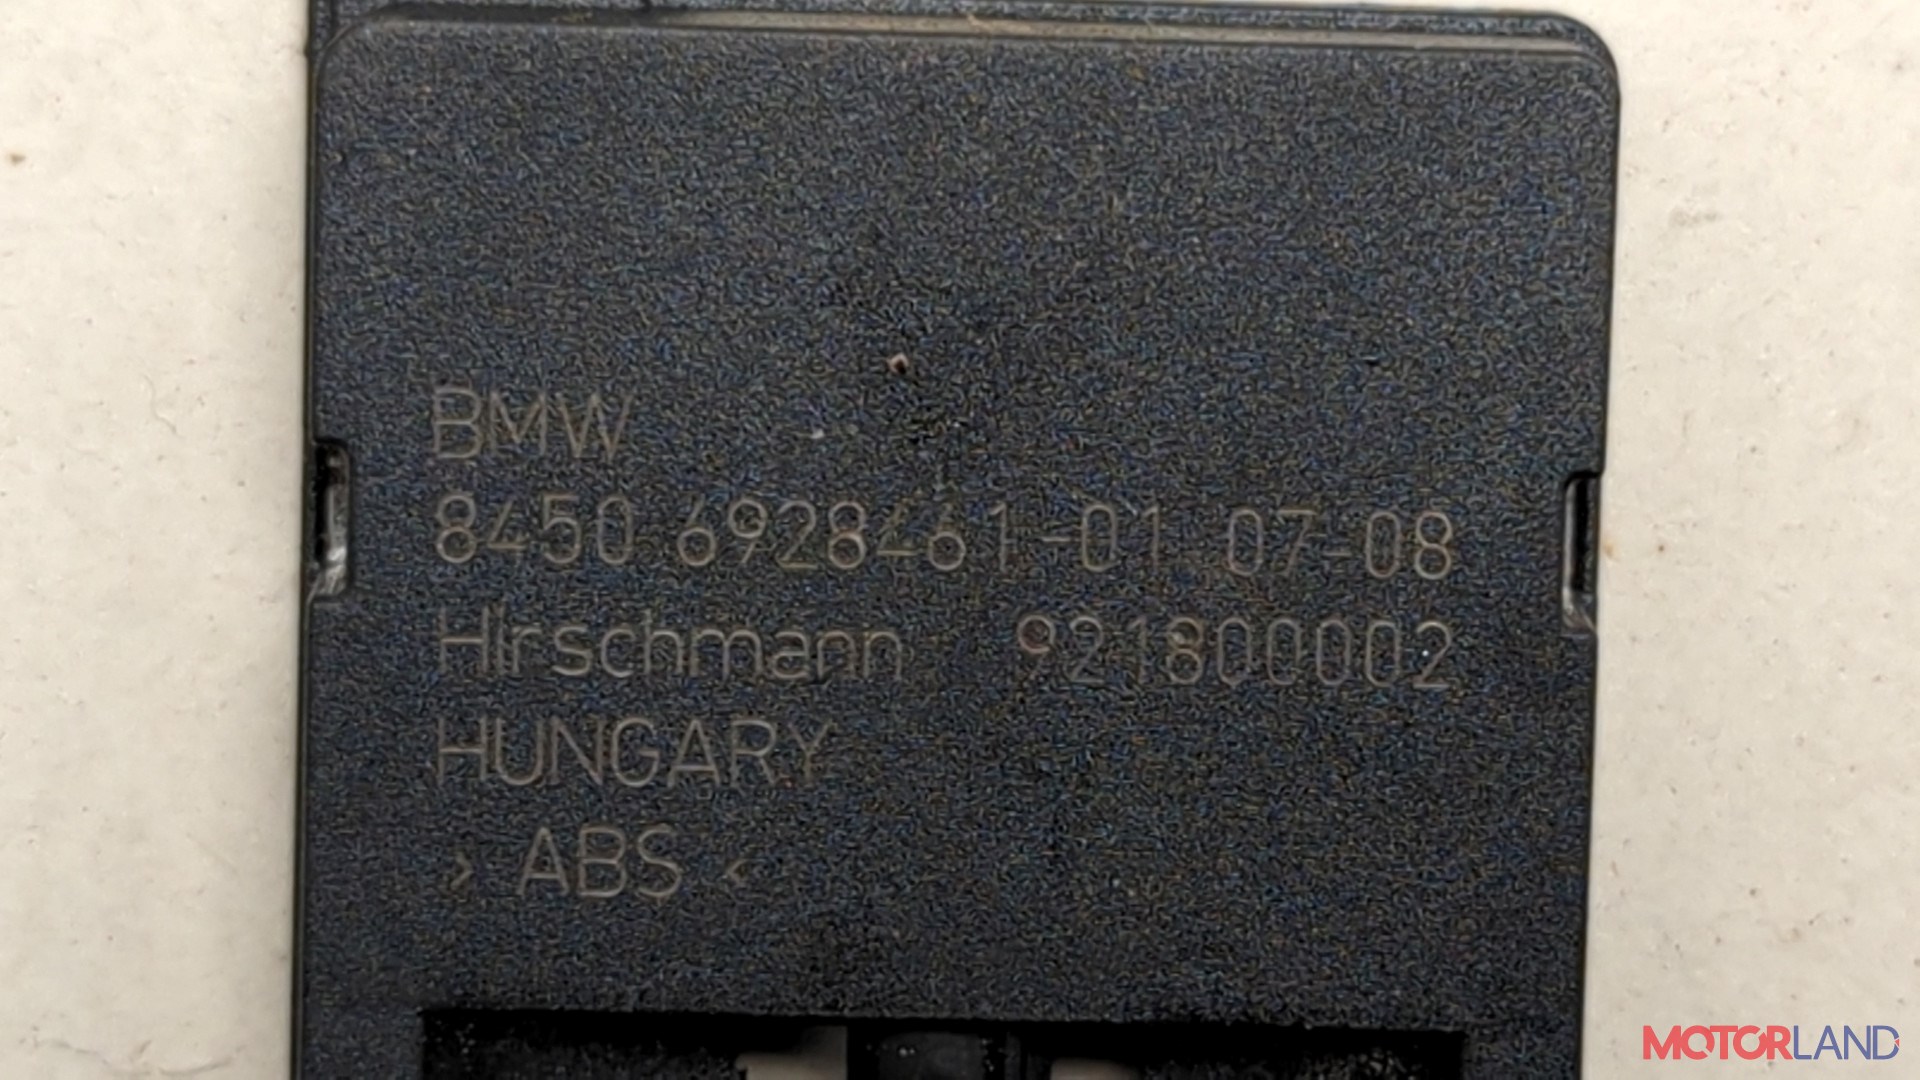 BMW
8450 6928461-01 07-08
Hirschmann 921800002
HUNGARY
> ABS <
MOTORLAND